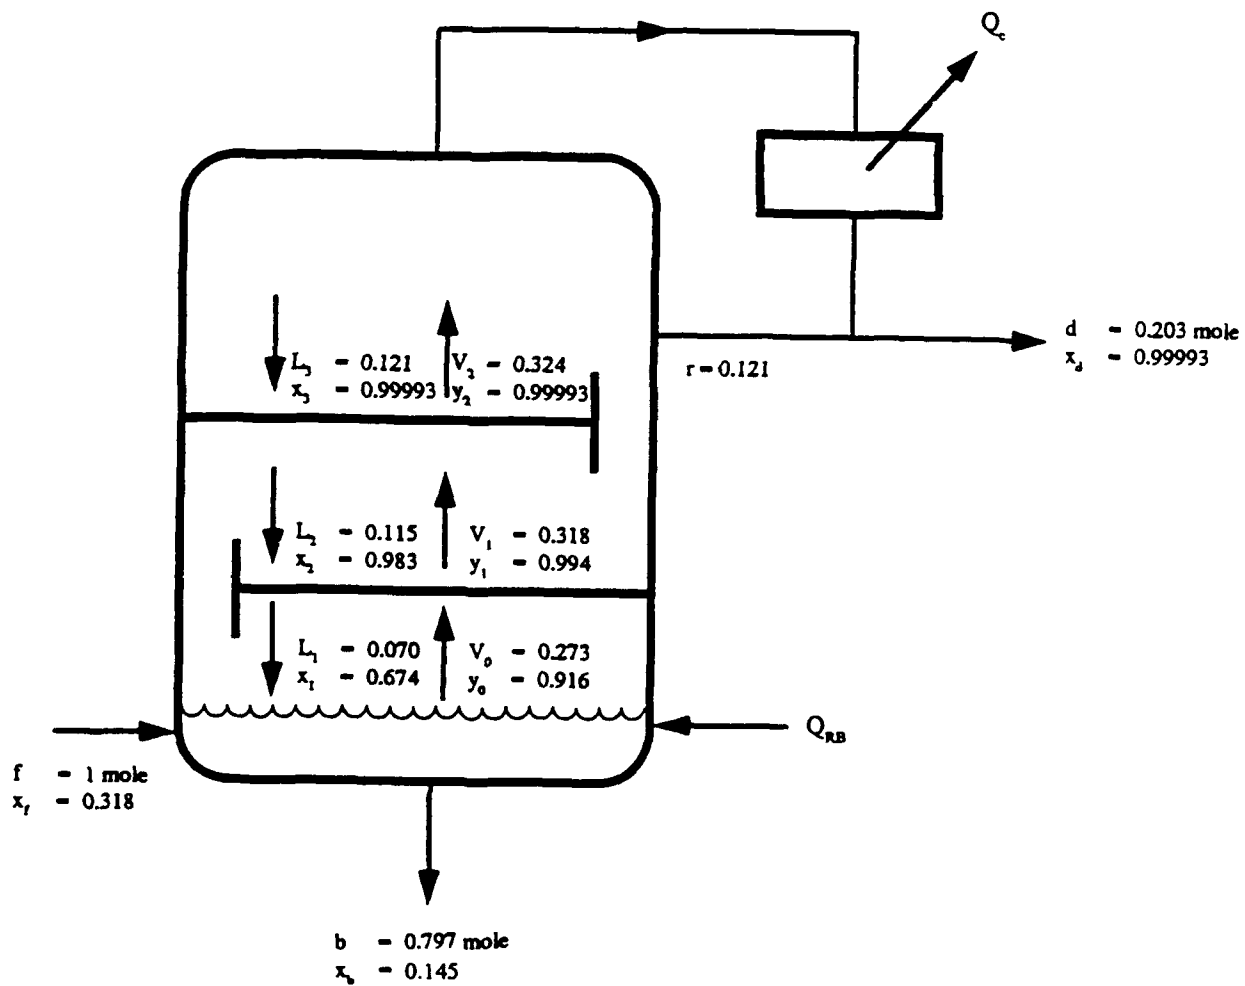 Q_c
d = 0.203 mole
x_d = 0.99993
r = 0.121
L_3 = 0.121 V_2 = 0.324
x_3 = 0.99993 y_2 = 0.99993
L_2 = 0.115 V_1 = 0.318
x_2 = 0.983 y_1 = 0.994
L_1 = 0.070 V_0 = 0.273
x_1 = 0.674 y_0 = 0.916
Q_RB
f = 1 mole
x_f = 0.318
b = 0.797 mole
x_b = 0.145